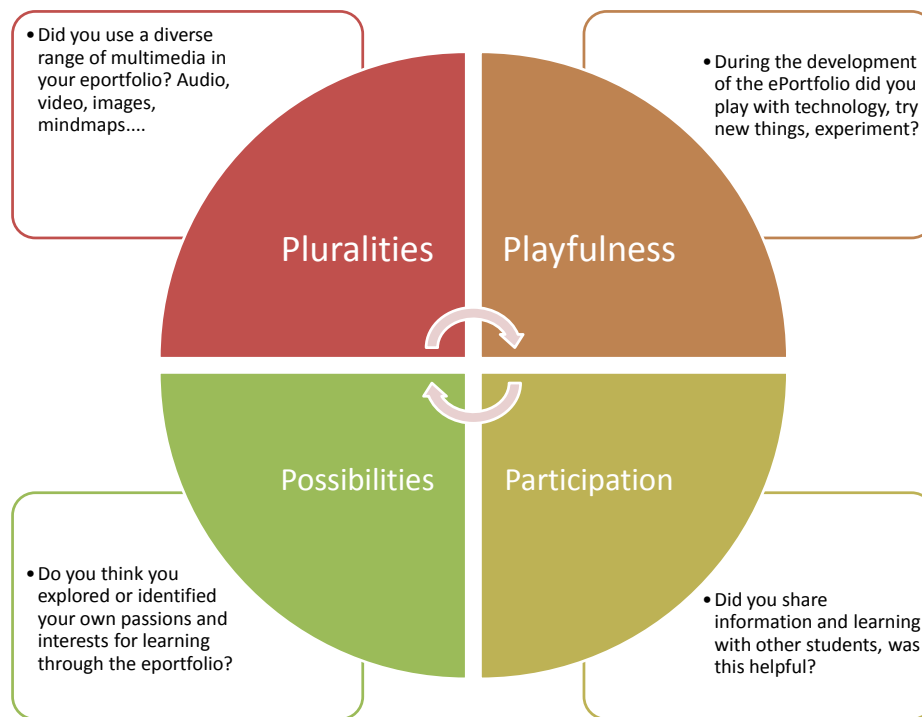 •Did you use a diverse
range of multimedia in
your eportfolio? Audio,
video, images,
mindmaps....
•During the development
of the ePortfolio did you
play with technology, try
new things, experiment?
Pluralities
Playfulness
Possibilities
Participation
•Do you think you
explored or identified
your own passions and
interests for learning
through the eportfolio?
•Did you share
information and learning
with other students, was
this helpful?